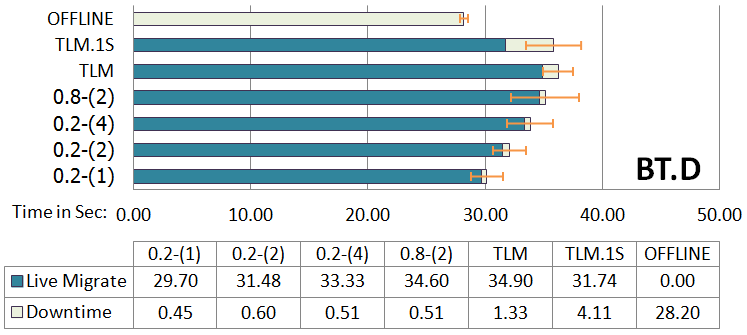 OFFLINE
TLM.1S
TLM
0.8-(2)
0.2-(4)
0.2-(2)
0.2-(1)
BT.D
Time in Sec: 0.00 10.00 20.00 30.00 40.00 50.00
0.2-(1) 0.2-(2) 0.2-(4) 0.8-(2) TLM TLM.1S OFFLINE
Live Migrate 29.70 31.48 33.33 34.60 34.90 31.74 0.00
Downtime 0.45 0.60 0.51 0.51 1.33 4.11 28.20